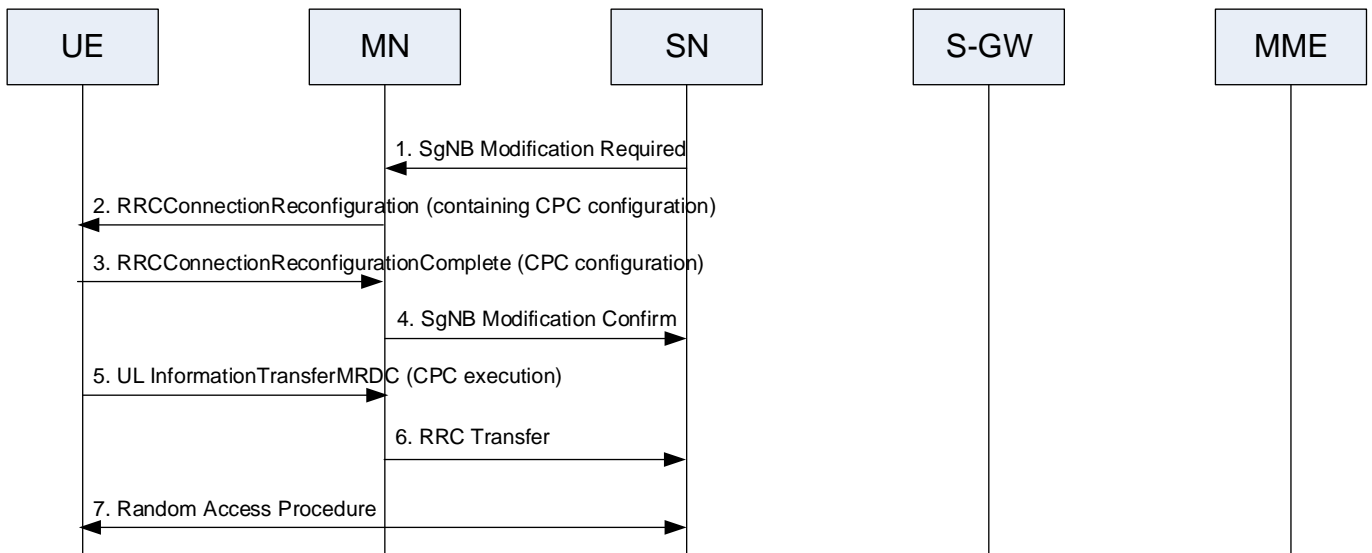 UE
MN
SN
S-GW
MME
1. SgNB Modification Required
2. RRCConnectionReconfiguration (containing CPC configuration)
3. RRCConnectionReconfigurationComplete (CPC configuration)
4. SgNB Modification Confirm
5. UL InformationTransferMRDC (CPC execution)
6. RRC Transfer
7. Random Access Procedure